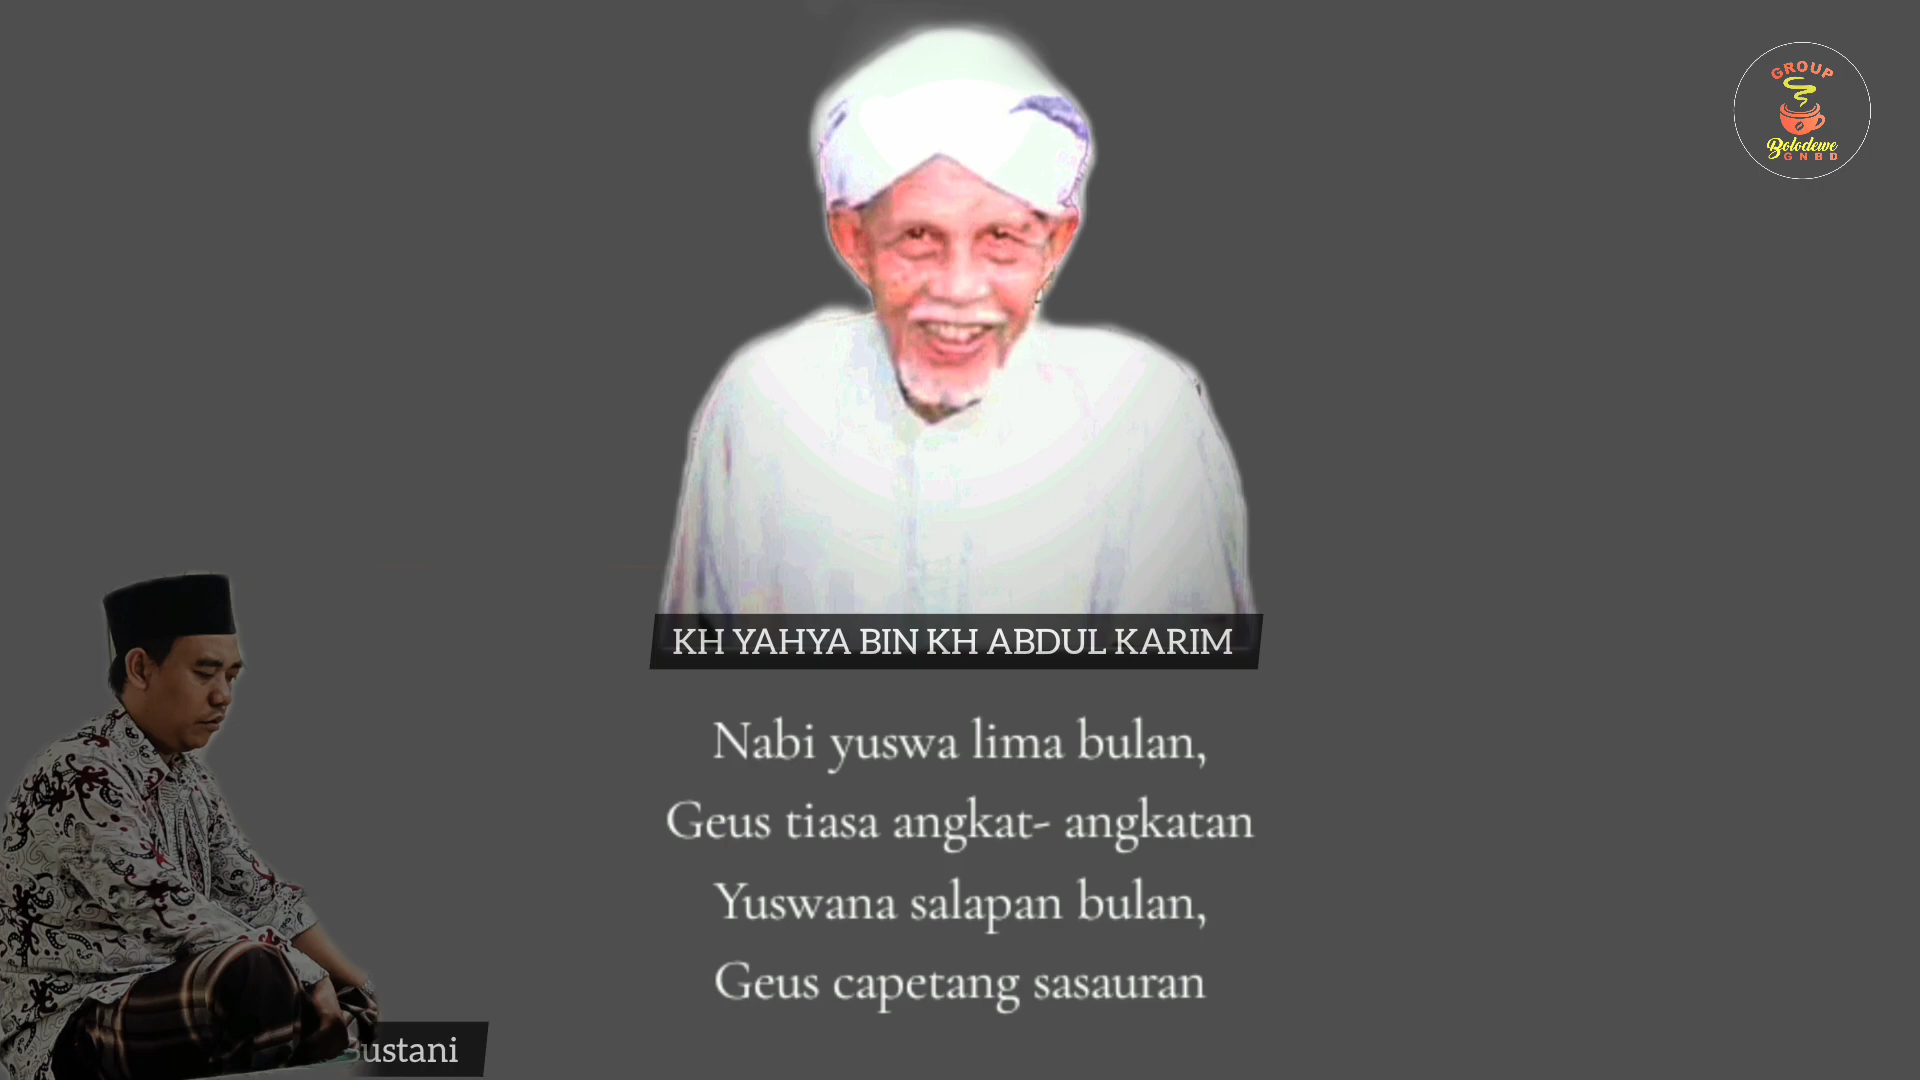 GROUP
Bolodewe
GNBD
KH YAHYA BIN KH ABDUL KARIM
Nabi yuswa lima bulan,
Geus tiasa angkat- angkatan
Yuswana salapan bulan,
Geus capetang sasauran
Bustani